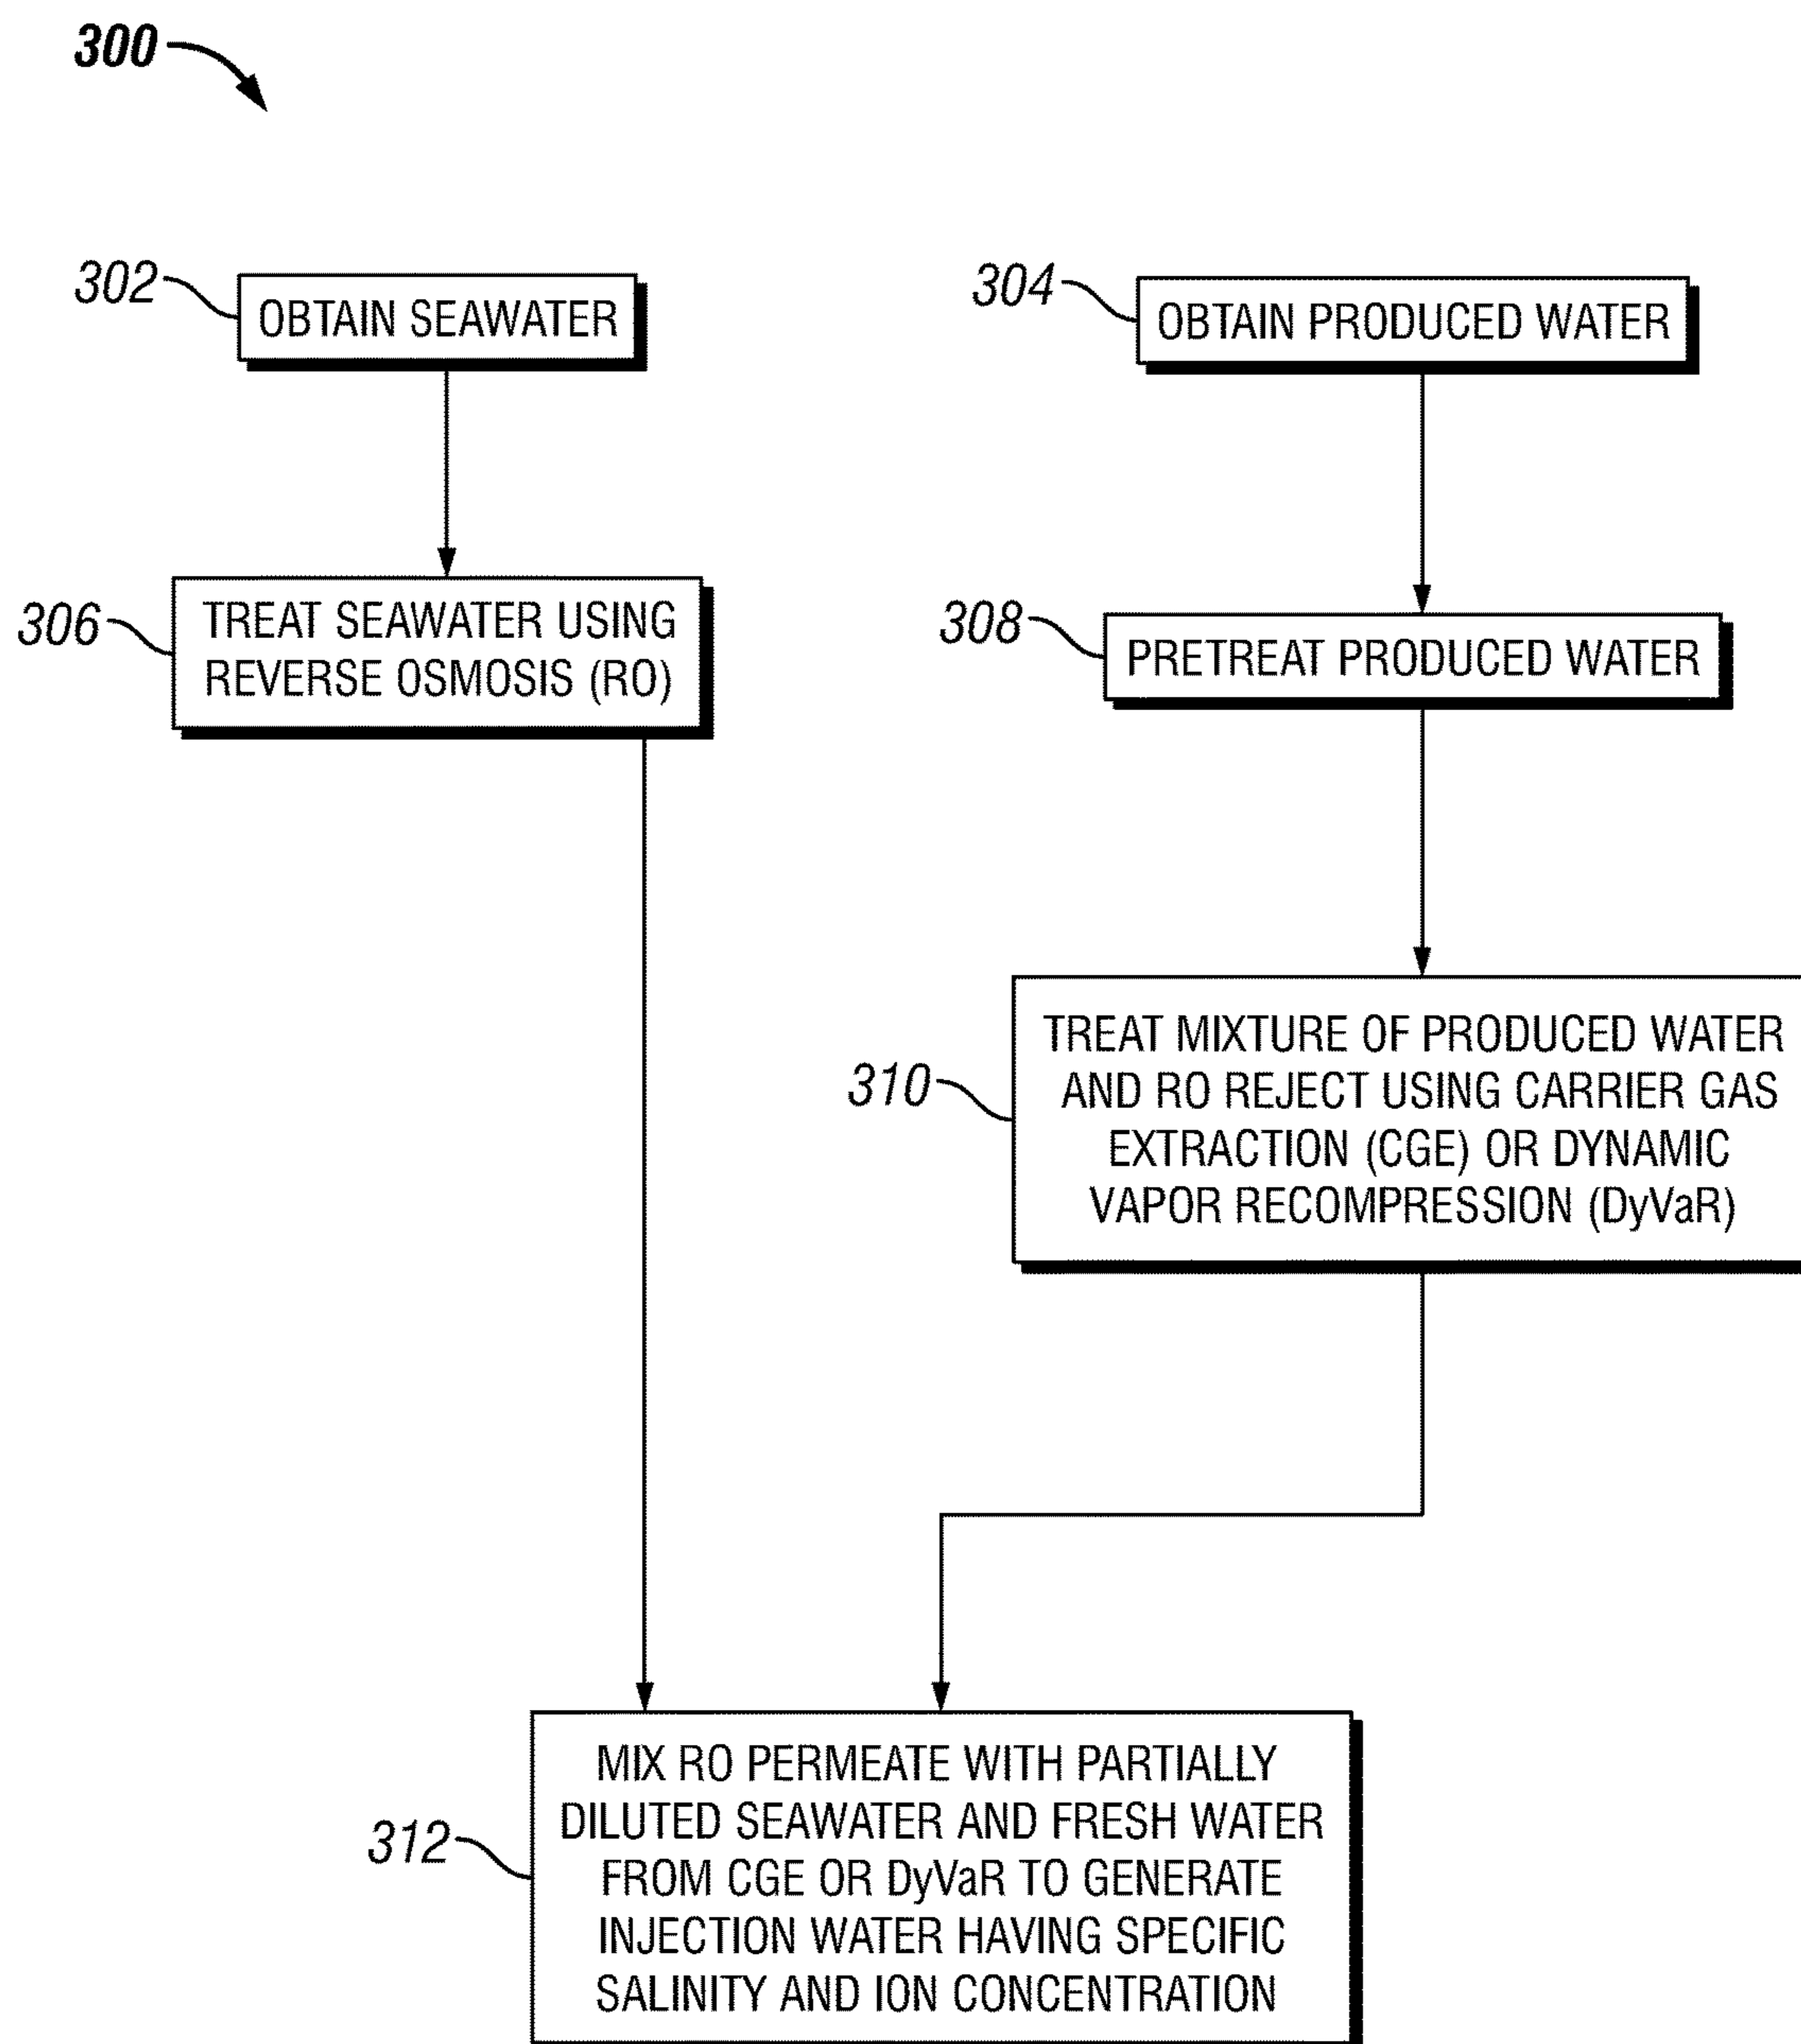 300
302
OBTAIN SEAWATER
304
OBTAIN PRODUCED WATER
306
TREAT SEAWATER USING
REVERSE OSMOSIS (RO)
308
PRETREAT PRODUCED WATER
310
TREAT MIXTURE OF PRODUCED WATER
AND RO REJECT USING CARRIER GAS
EXTRACTION (CGE) OR DYNAMIC
VAPOR RECOMPRESSION (DyVaR)
312
MIX RO PERMEATE WITH PARTIALLY
DILUTED SEAWATER AND FRESH WATER
FROM CGE OR DyVaR TO GENERATE
INJECTION WATER HAVING SPECIFIC
SALINITY AND ION CONCENTRATION